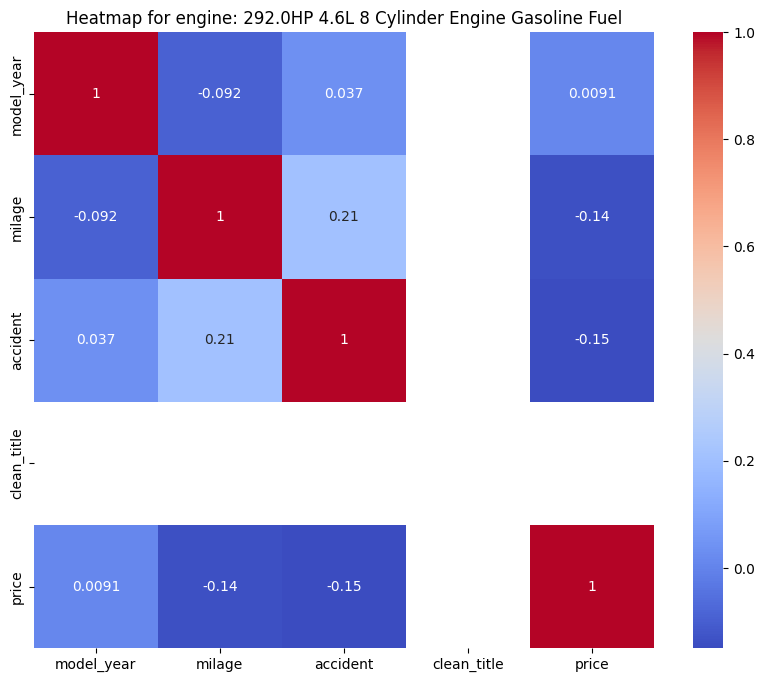 Heatmap for engine: 292.0HP 4.6L 8 Cylinder Engine Gasoline Fuel
model_year 1 -0.092 0.037 0.0091
milage -0.092 1 0.21 -0.14
accident 0.037 0.21 1 -0.15
clean_title
price 0.0091 -0.14 -0.15 1
model_year milage accident clean_title price
1.0
0.8
0.6
0.4
0.2
0.0